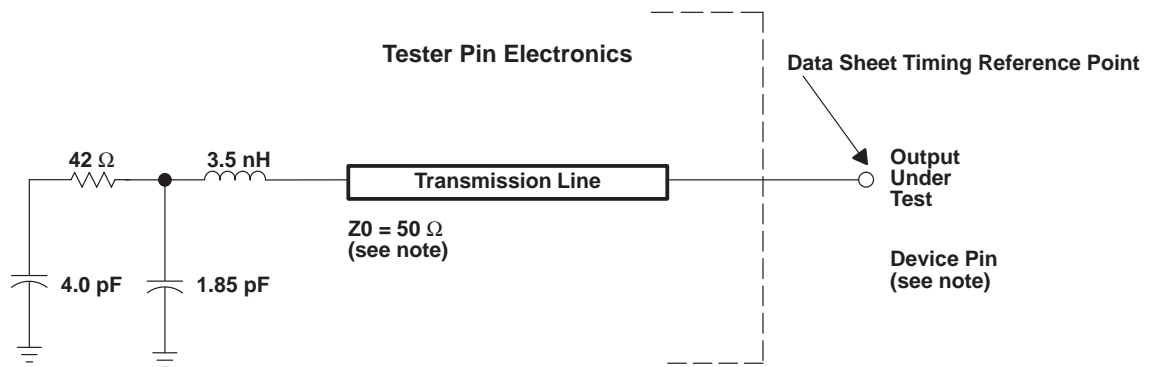 Tester Pin Electronics
Data Sheet Timing Reference Point
42 Ω
3.5 nH
Transmission Line
Output
Under
Test
Z0 = 50 Ω
(see note)
Device Pin
(see note)
4.0 pF
1.85 pF